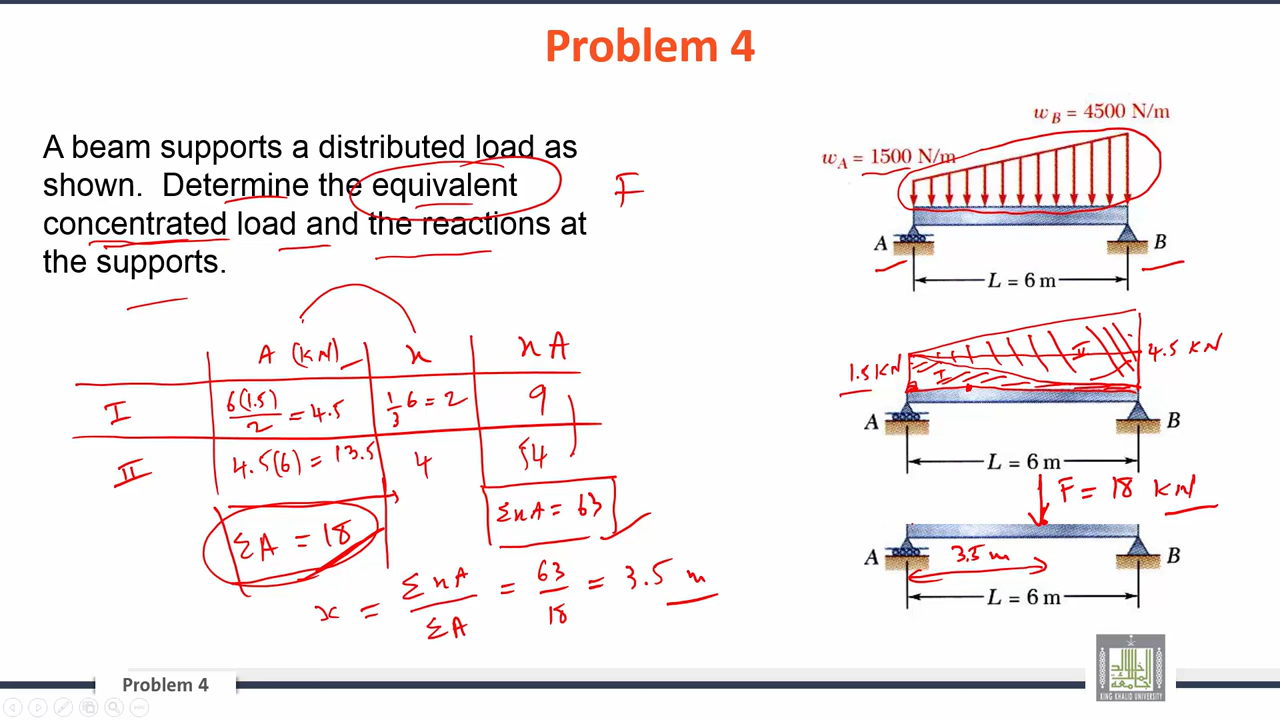 Problem 4
A beam supports a distributed load as
shown. Determine the equivalent
concentrated load and the reactions at
the supports.
F
w_B = 4500 N/m
w_A = 1500 N/m
A
B
L = 6 m
A (KN)
x
xA
I
6(1.5)/2 = 4.5
1/3 6 = 2
9
II
4.5(6) = 13.5
4
54
ΣA = 18
ΣxA = 63
x = ΣxA/ΣA = 63/18 = 3.5 m
1.5 KN
I
II
4.5 KN
A
B
L = 6 m
F = 18 KN
A
3.5 m
B
L = 6 m
KING KHALID UNIVERSITY
Problem 4